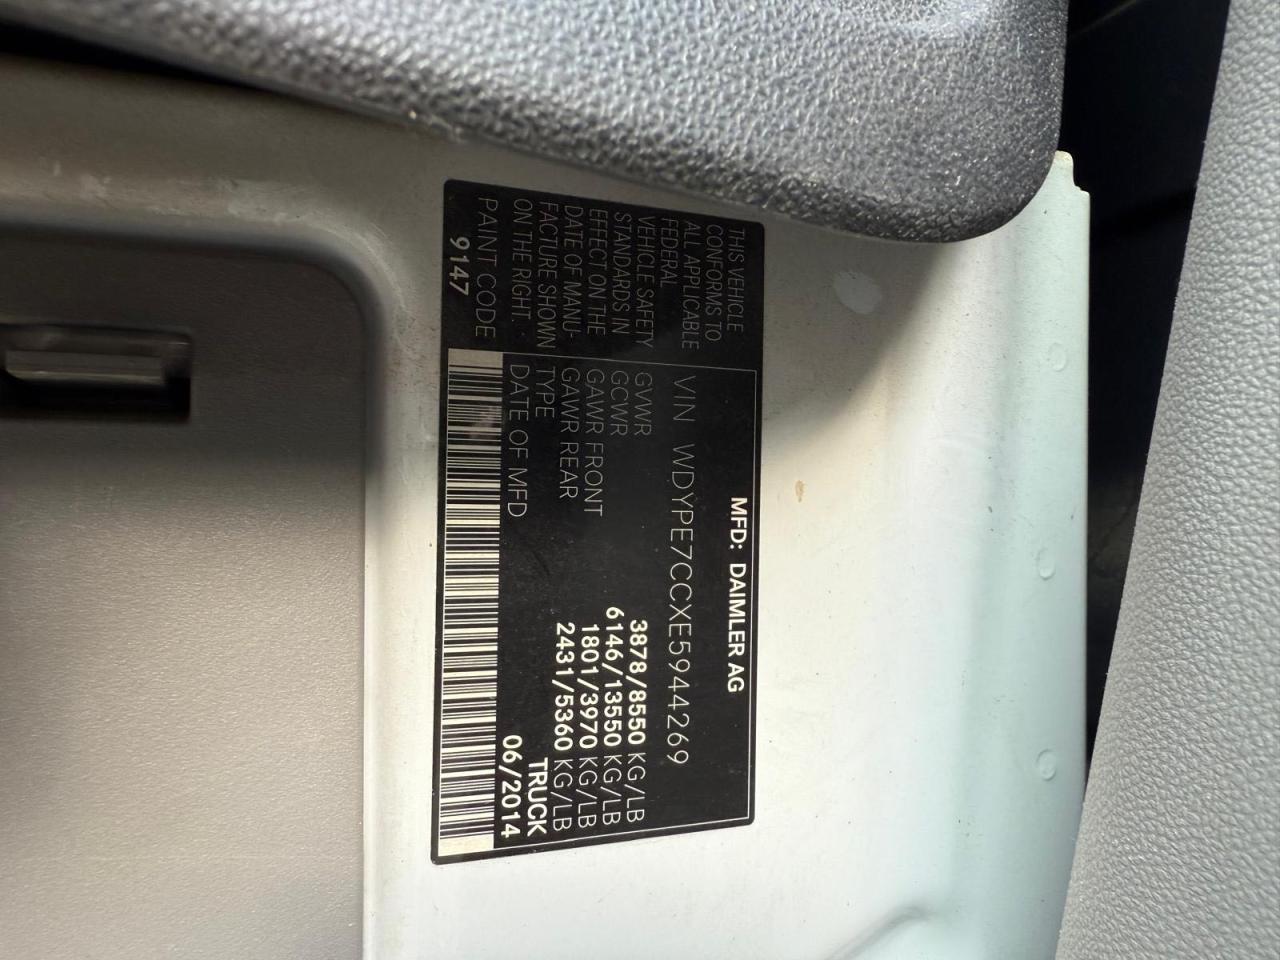 MFD: DAIMLER AG
THIS VEHICLE
CONFORMS TO
ALL APPLICABLE
FEDERAL
VEHICLE SAFETY
STANDARDS IN
EFFECT ON THE
DATE OF MANU-
FACTURE SHOWN
ON THE RIGHT.
PAINT CODE
9147
VIN WDYPE7CCXE5944269
GVWR 3878/8550 KG/LB
GCWR 6146/13550 KG/LB
GAWR FRONT 1801/3970 KG/LB
GAWR REAR 2431/5360 KG/LB
TYPE TRUCK
DATE OF MFD 06/2014